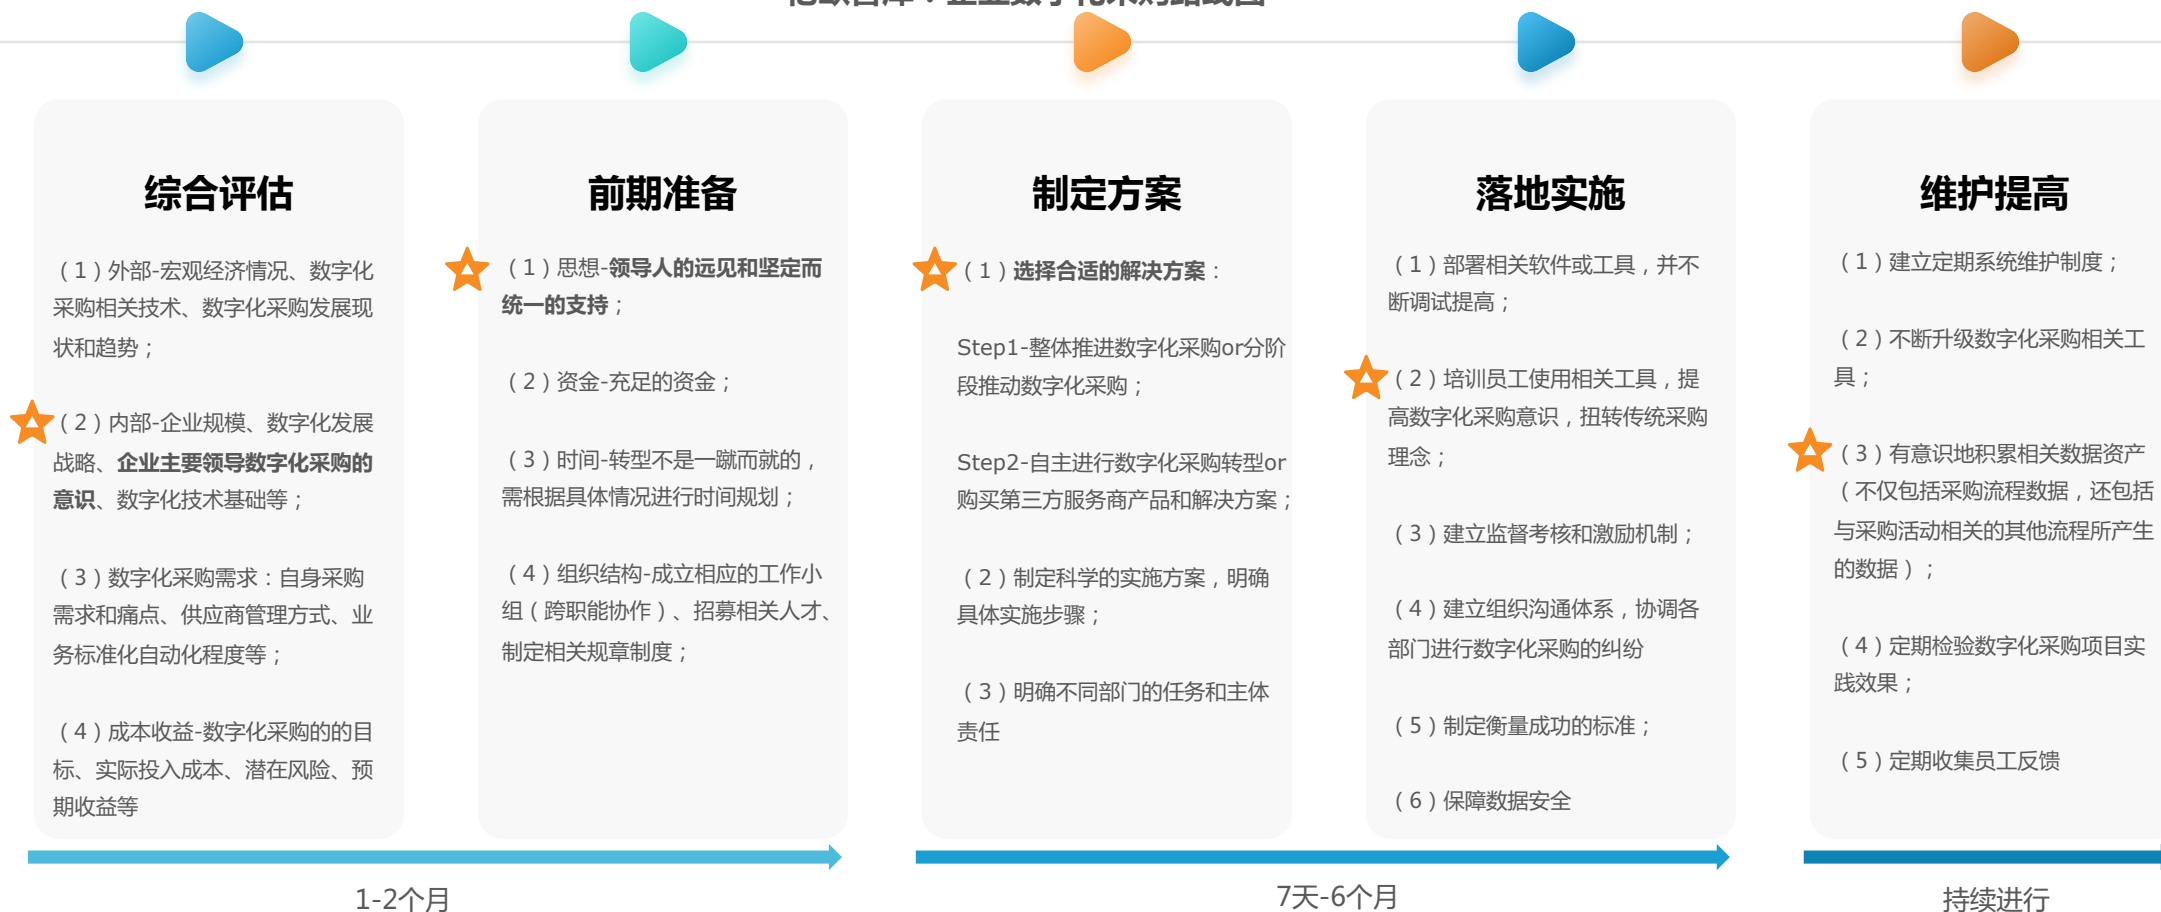 亿欧智库：企业数字化采购路线图
综合评估
（1）外部-宏观经济情况、数字化
采购相关技术、数字化采购发展现
状和趋势；
（2）内部-企业规模、数字化发展
战略、企业主要领导数字化采购的
意识、数字化技术基础等；
（3）数字化采购需求：自身采购
需求和痛点、供应商管理方式、业
务标准化自动化程度等；
（4）成本收益-数字化采购的的目
标、实际投入成本、潜在风险、预
期收益等
前期准备
（1）思想-领导人的远见和坚定而
统一的支持；
（2）资金-充足的资金；
（3）时间-转型不是一蹴而就的，
需根据具体情况进行时间规划；
（4）组织结构-成立相应的工作小
组（跨职能协作）、招募相关人才、
制定相关规章制度；
制定方案
（1）选择合适的解决方案：
Step1-整体推进数字化采购or分阶
段推动数字化采购；
Step2-自主进行数字化采购转型or
购买第三方服务商产品和解决方案；
（2）制定科学的实施方案，明确
具体实施步骤；
（3）明确不同部门的任务和主体
责任
落地实施
（1）部署相关软件或工具，并不
断调试提高；
（2）培训员工使用相关工具，提
高数字化采购意识，扭转传统采购
理念；
（3）建立监督考核和激励机制；
（4）建立组织沟通体系，协调各
部门进行数字化采购的纠纷
（5）制定衡量成功的标准；
（6）保障数据安全
维护提高
（1）建立定期系统维护制度；
（2）不断升级数字化采购相关工
具；
（3）有意识地积累相关数据资产
（不仅包括采购流程数据，还包括
与采购活动相关的其他流程所产生
的数据）；
（4）定期检验数字化采购项目实
践效果；
（5）定期收集员工反馈
1-2个月
7天-6个月
持续进行